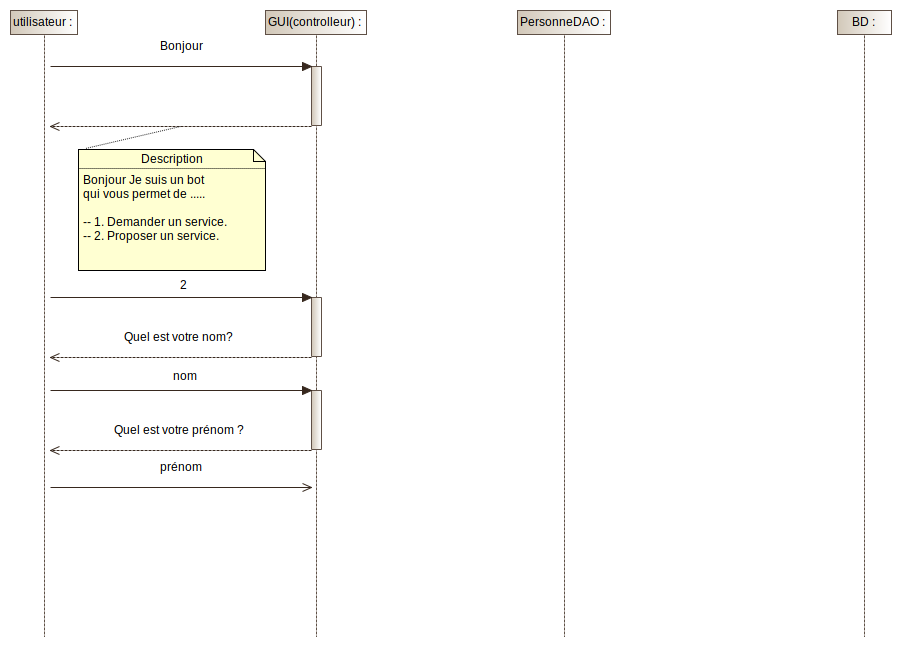 utilisateur :
GUI(controlleur) :
PersonneDAO :
BD :
Bonjour
Description
Bonjour Je suis un bot
qui vous permet de .....
-- 1. Demander un service.
-- 2. Proposer un service.
2
Quel est votre nom?
nom
Quel est votre prénom ?
prénom